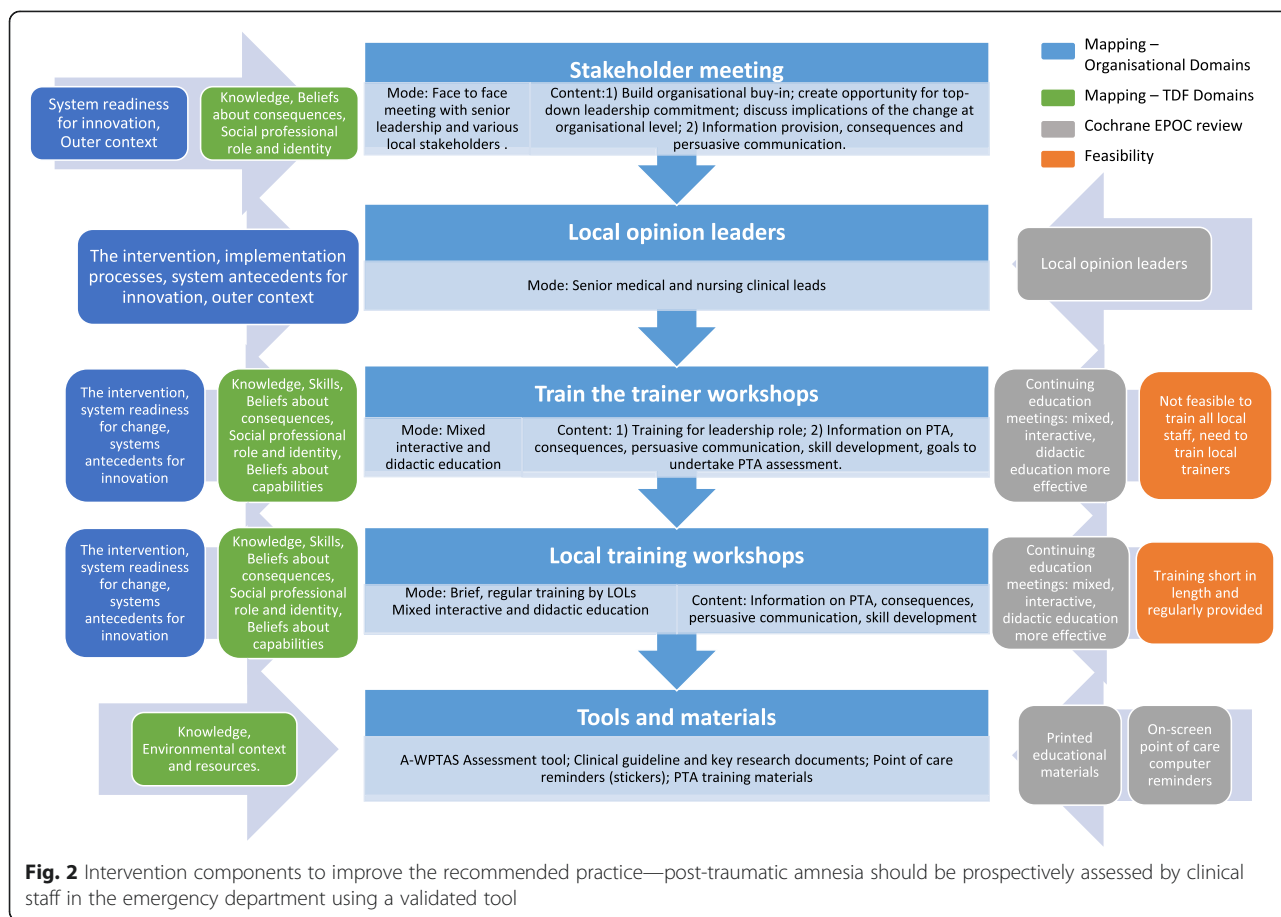 Stakeholder meeting
Mode: Face to face
meeting with senior
leadership and various
local stakeholders .
Content:1) Build organisational buy-in; create opportunity for top-
down leadership commitment; discuss implications of the change at
organisational level; 2) Information provision, consequences and
persuasive communication.
System readiness
for innovation,
Outer context
Knowledge, Beliefs
about consequences,
Social professional
role and identity
Mapping –
Organisational Domains
Mapping – TDF Domains
Cochrane EPOC review
Feasibility
The intervention, implementation
processes, system antecedents for
innovation, outer context
Local opinion leaders
Mode: Senior medical and nursing clinical leads
Local opinion leaders
The intervention,
system readiness
for change,
systems
antecedents for
innovation
Knowledge, Skills,
Beliefs about
consequences,
Social professional
role and identity,
Beliefs about
capabilities
Train the trainer workshops
Mode: Mixed
interactive and
didactic education
Content: 1) Training for leadership role; 2) Information on PTA,
consequences, persuasive communication, skill development, goals to
undertake PTA assessment.
Continuing
education
meetings: mixed,
interactive,
didactic
education more
effective
Not feasible to
train all local
staff, need to
train local
trainers
The intervention,
system readiness
for change,
systems
antecedents for
innovation
Knowledge, Skills,
Beliefs about
consequences,
Social professional
role and identity,
Beliefs about
capabilities
Local training workshops
Mode: Brief, regular training by LOLs
Mixed interactive and didactic education
Content: Information on PTA, consequences,
persuasive communication, skill development
Continuing
education
meetings: mixed,
interactive,
didactic education
more effective
Training short in
length and
regularly provided
Knowledge,
Environmental context
and resources.
Tools and materials
A-WPTAS Assessment tool; Clinical guideline and key research documents; Point of care
reminders (stickers); PTA training materials
Printed
educational
materials
On-screen
point of care
computer
reminders
Fig. 2 Intervention components to improve the recommended practice—post-traumatic amnesia should be prospectively assessed by clinical
staff in the emergency department using a validated tool